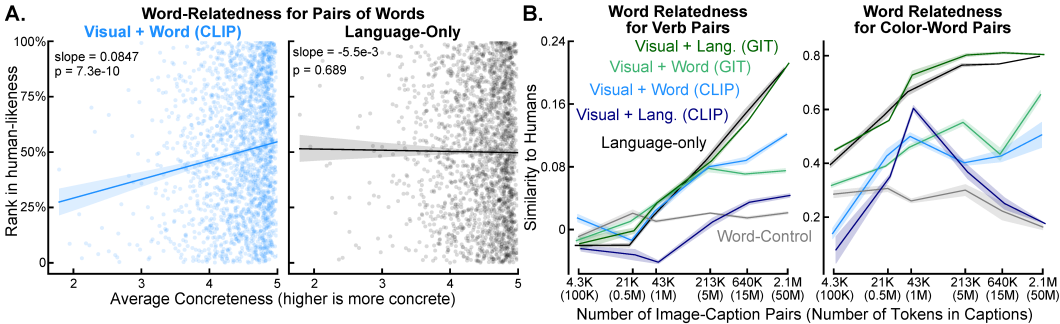 A.
Word-Relatedness for Pairs of Words
Visual + Word (CLIP)
Language-Only
slope = 0.0847
p = 7.3e-10
slope = -5.5e-3
p = 0.689
Rank in human-likeness
100%
75%
50%
25%
0
2
3
4
5
2
3
4
5
Average Concreteness (higher is more concrete)
B.
Word Relatedness
for Verb Pairs
Word Relatedness
for Color-Word Pairs
Visual + Lang. (GIT)
Visual + Word (GIT)
Visual + Word (CLIP)
Visual + Lang. (CLIP)
Language-only
Word-Control
Similarity to Humans
0.24
0.16
0.08
0
0.8
0.6
0.4
0.2
4.3K
(100K)
21K
(0.5M)
43K
(1M)
213K
(5M)
640K
(15M)
2.1M
(50M)
4.3K
(100K)
21K
(0.5M)
43K
(1M)
213K
(5M)
640K
(15M)
2.1M
(50M)
Number of Image-Caption Pairs (Number of Tokens in Captions)